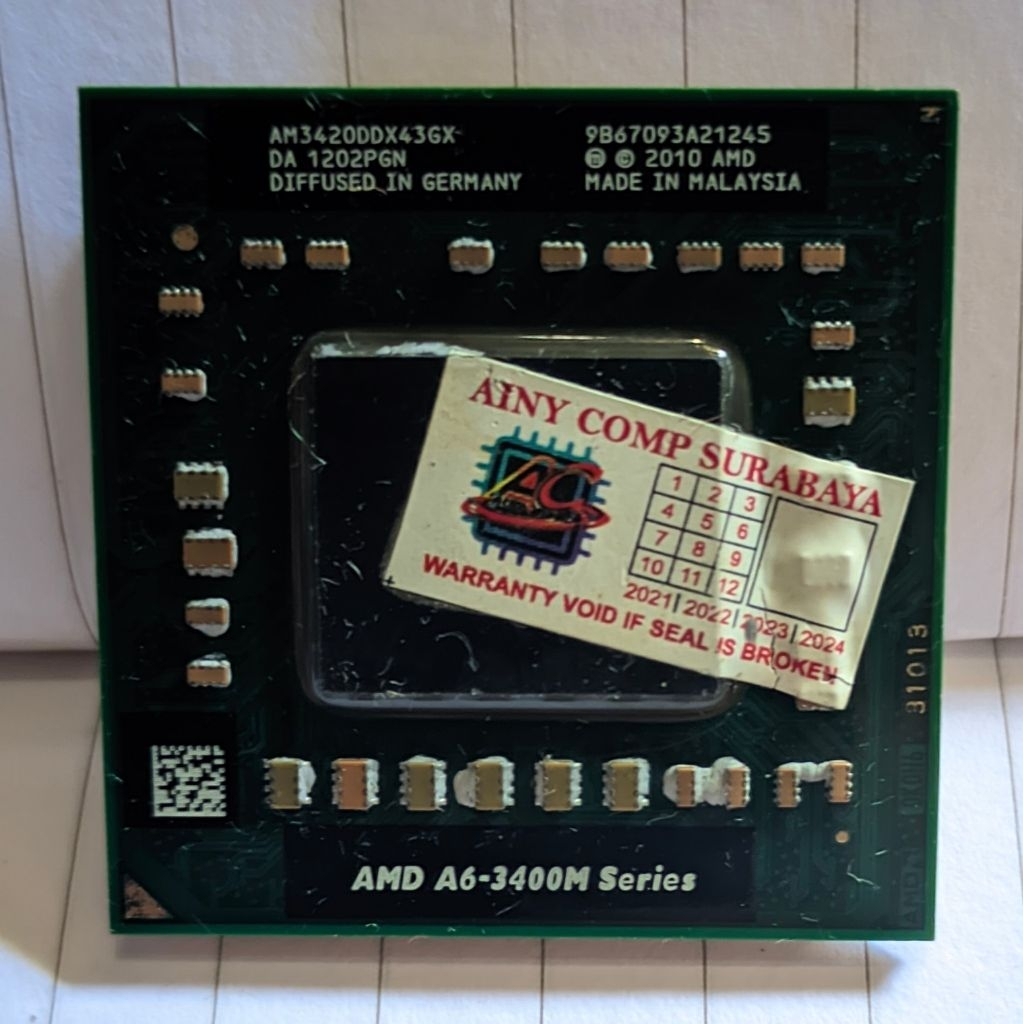 AM3420DDX43GX
DA 1202PGN
DIFFUSED IN GERMANY
9B67093A21245
ⓜ © 2010 AMD
MADE IN MALAYSIA
AINY COMP SURABAYA
AC
1 2 3
4 5 6
7 8 9
10 11 12
2021|2022|2023|2024
WARRANTY VOID IF SEAL IS BROKEN
31013
AMD A6-3400M Series